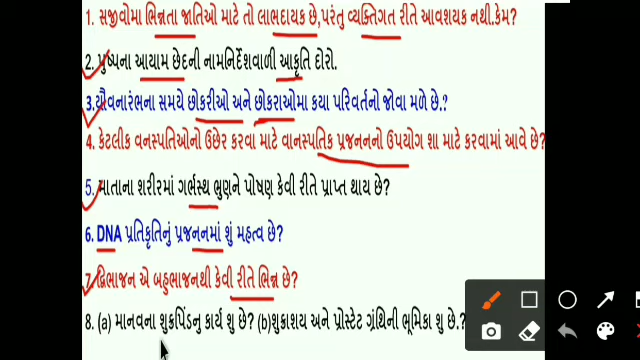 1. સજીવોમા ભિન્નતા જાતિઓ માટે તો લાભદાયક છે,પરંતુ વ્યક્તિગત રીતે આવશયક નથી.કેમ?
2. પુષ્પના આયામ છેદની નામનિર્દેશવાળી આકૃતિ દોરો.
3.યૌવનારંભના સમયે છોકરીઓ અને છોકરાઓમા કયા પરિવર્તનો જોવા મળે છે.?
4. કેટલીક વનસ્પતિઓનો ઉછેર કરવા માટે વાનસ્પતિક પ્રજનનનો ઉપયોગ શા માટે કરવામાં આવે છે?
5. માતાના શરીરમાં ગર્ભસ્થ ભુણને પોષણ કેવી રીતે પ્રાપ્ત થાય છે?
6. DNA પ્રતિકૃતિનું પ્રજનનમાં શું મહત્વ છે?
7. દ્વિભાજન એ બહુભાજનથી કેવી રીતે ભિન્ન છે?
8. (a) માનવના શુક્રપિંડનુ કાર્ય શુ છે? (b)શુક્રાશય અને પ્રોસ્ટેટ ગ્રંથિની ભૂમિકા શુ છે.?